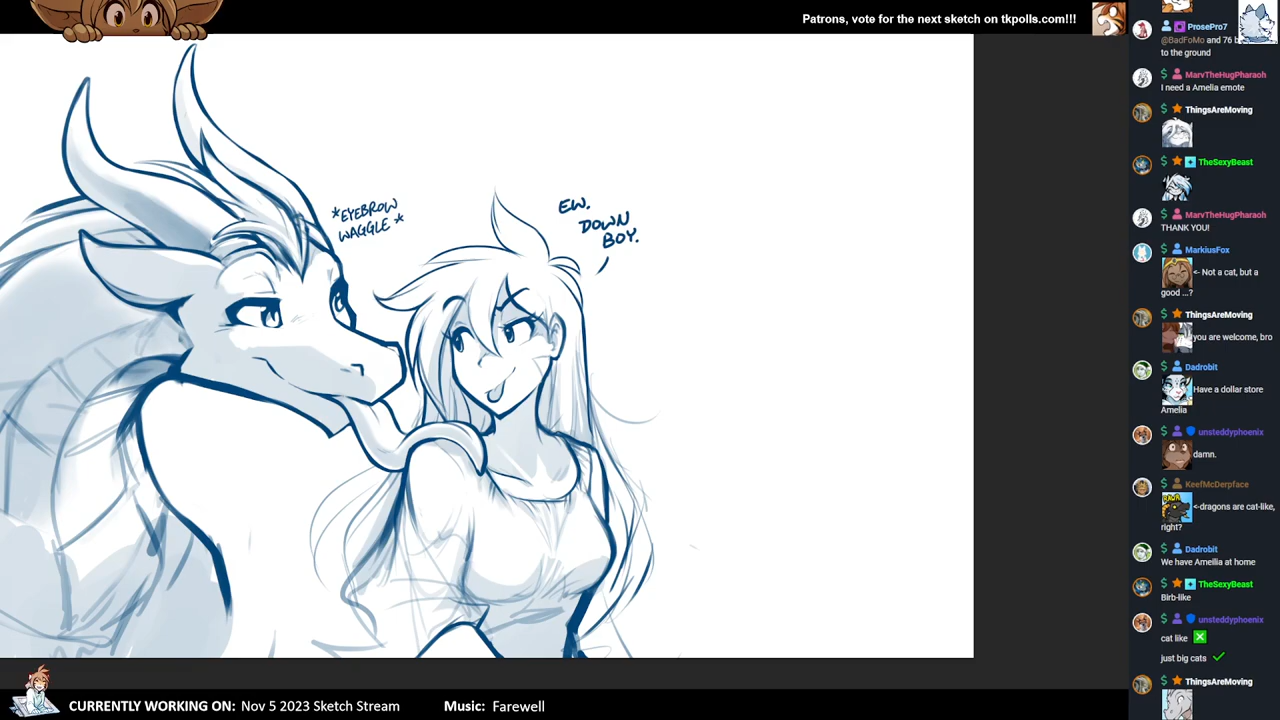 Patrons, vote for the next sketch on tkpolls.com!!!
*EYEBROW
WAGGLE*
EW.
DOWN
BOY.
ProsePro7
@BadFoMo and 76 b
to the ground
MarvTheHugPharaoh
I need a Amelia emote
ThingsAreMoving
TheSexyBeast
MarvTheHugPharaoh
THANK YOU!
MarkiusFox
<- Not a cat, but a
good ...?
ThingsAreMoving
you are welcome, bro
Dadrobit
Have a dollar store
Amelia
unsteddyphoenix
damn.
KeefMcDerpface
<-dragons are cat-like,
right?
Dadrobit
We have Ameilia at home
TheSexyBeast
Birb-like
unsteddyphoenix
cat like
just big cats
ThingsAreMoving
CURRENTLY WORKING ON: Nov 5 2023 Sketch Stream Music: Farewell